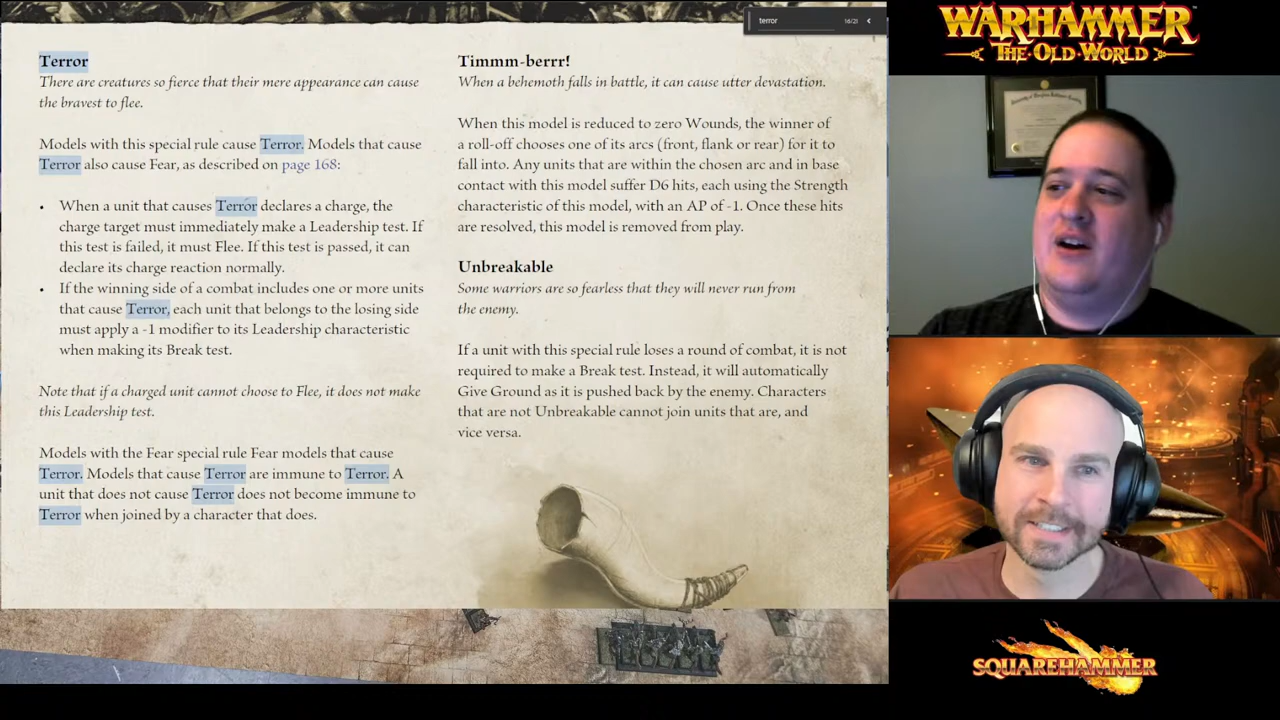 terror
16/21
WARHAMMER
THE OLD WORLD
Terror
There are creatures so fierce that their mere appearance can cause
the bravest to flee.
Models with this special rule cause Terror. Models that cause
Terror also cause Fear, as described on page 168:
• When a unit that causes Terror declares a charge, the
charge target must immediately make a Leadership test. If
this test is failed, it must Flee. If this test is passed, it can
declare its charge reaction normally.
• If the winning side of a combat includes one or more units
that cause Terror, each unit that belongs to the losing side
must apply a -1 modifier to its Leadership characteristic
when making its Break test.
Note that if a charged unit cannot choose to Flee, it does not make
this Leadership test.
Models with the Fear special rule Fear models that cause
Terror. Models that cause Terror are immune to Terror. A
unit that does not cause Terror does not become immune to
Terror when joined by a character that does.
Timmm-berrr!
When a behemoth falls in battle, it can cause utter devastation.
When this model is reduced to zero Wounds, the winner of
a roll-off chooses one of its arcs (front, flank or rear) for it to
fall into. Any units that are within the chosen arc and in base
contact with this model suffer D6 hits, each using the Strength
characteristic of this model, with an AP of -1. Once these hits
are resolved, this model is removed from play.
Unbreakable
Some warriors are so fearless that they will never run from
the enemy.
If a unit with this special rule loses a round of combat, it is not
required to make a Break test. Instead, it will automatically
Give Ground as it is pushed back by the enemy. Characters
that are not Unbreakable cannot join units that are, and
vice versa.
SQUAREHAMMER